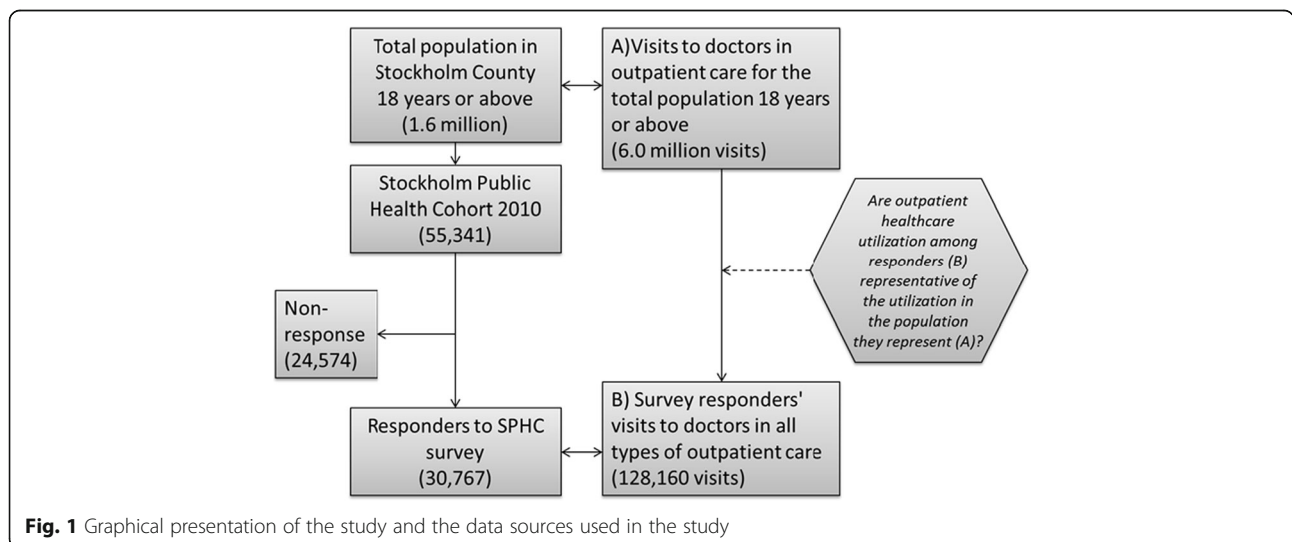 Total population in
Stockholm County
18 years or above
(1.6 million)
A)Visits to doctors in
outpatient care for the
total population 18 years
or above
(6.0 million visits)
Stockholm Public
Health Cohort 2010
(55,341)
Are outpatient
healthcare
utilization among
responders (B)
representative of
the utilization in
the population
they represent (A)?
Non-
response
(24,574)
Responders to SPHC
survey
(30,767)
B) Survey responders'
visits to doctors in all
types of outpatient care
(128,160 visits)
Fig. 1 Graphical presentation of the study and the data sources used in the study